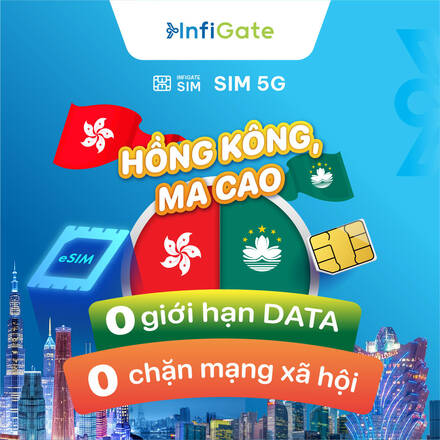 InfiGate
INFIGATE
SIM
SIM 5G
HỒNG KÔNG,
MA CAO
eSIM
0 giới hạn DATA
0 chặn mạng xã hội